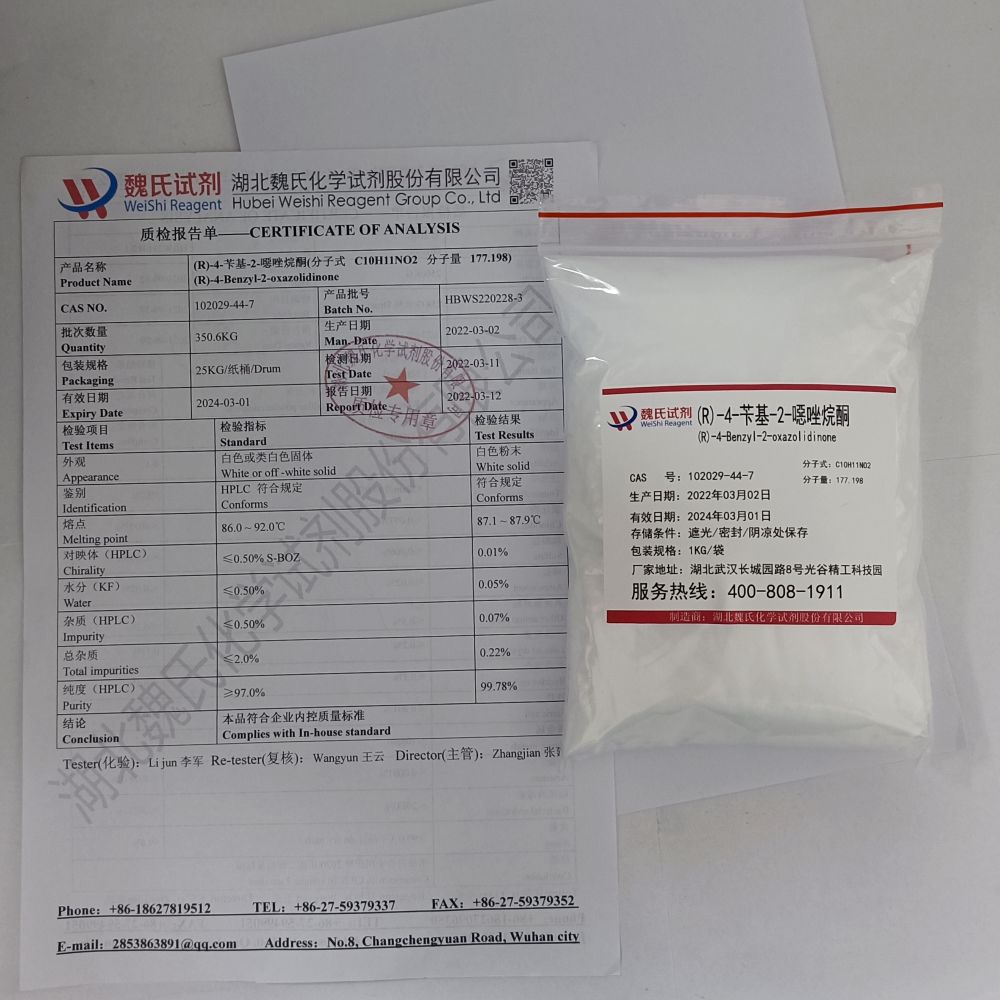 魏氏试剂
WeiShi Reagent
湖北魏氏化学试剂股份有限公司
Hubei Weishi Reagent Group Co., Ltd
质检报告单——CERTIFICATE OF ANALYSIS
产品名称
Product Name
(R)-4-苄基-2-噁唑烷酮(分子式 C10H11NO2 分子量 177.198)
(R)-4-Benzyl-2-oxazolidinone
CAS NO.
102029-44-7
产品批号
Batch No.
HBWS220228-3
批次数量
Quantity
350.6KG
生产日期
Man. Date
2022-03-02
包装规格
Packaging
25KG/纸桶/Drum
检测日期
Test Date
2022-03-11
有效日期
Expiry Date
2024-03-01
报告日期
Report Date
2022-03-12
检验项目
Test Items
检验指标
Standard
检验结果
Test Results
外观
Appearance
白色或类白色固体
White or off -white solid
白色粉末
White solid
鉴别
Identification
HPLC 符合规定
Conforms
符合规定
Conforms
熔点
Melting point
86.0～92.0℃
87.1～87.9℃
对映体（HPLC）
Chirality
≤0.50% S-BOZ
0.01%
水分（KF）
Water
≤0.50%
0.05%
杂质（HPLC）
Impurity
≤0.50%
0.07%
总杂质
Total impurities
≤2.0%
0.22%
纯度（HPLC）
Purity
≥97.0%
99.78%
结论
Conclusion
本品符合企业内控质量标准
Complies with In-house standard
Tester(化验)：Li jun 李军 Re-tester(复核)：Wangyun 王云 Director(主管)：Zhangjian 张
质检专用章
湖北魏氏化学试剂股份有限公司
Phone：+86-18627819512 TEL：+86-27-59379337 FAX：+86-27-59379352
E-mail：2853863891@qq.com Address：No.8, Changchengyuan Road, Wuhan city
魏氏试剂
WeiShi Reagent
(R)-4-苄基-2-噁唑烷酮
(R)-4-Benzyl-2-oxazolidinone
分子式：C10H11NO2
CAS 号：102029-44-7
分子量：177.198
生产日期：2022年03月02日
有效日期：2024年03月01日
存储条件：遮光/密封/阴凉处保存
包装规格：1KG/袋
厂家地址：湖北武汉长城园路8号光谷精工科技园
服务热线：400-808-1911
制造商：湖北魏氏化学试剂股份有限公司